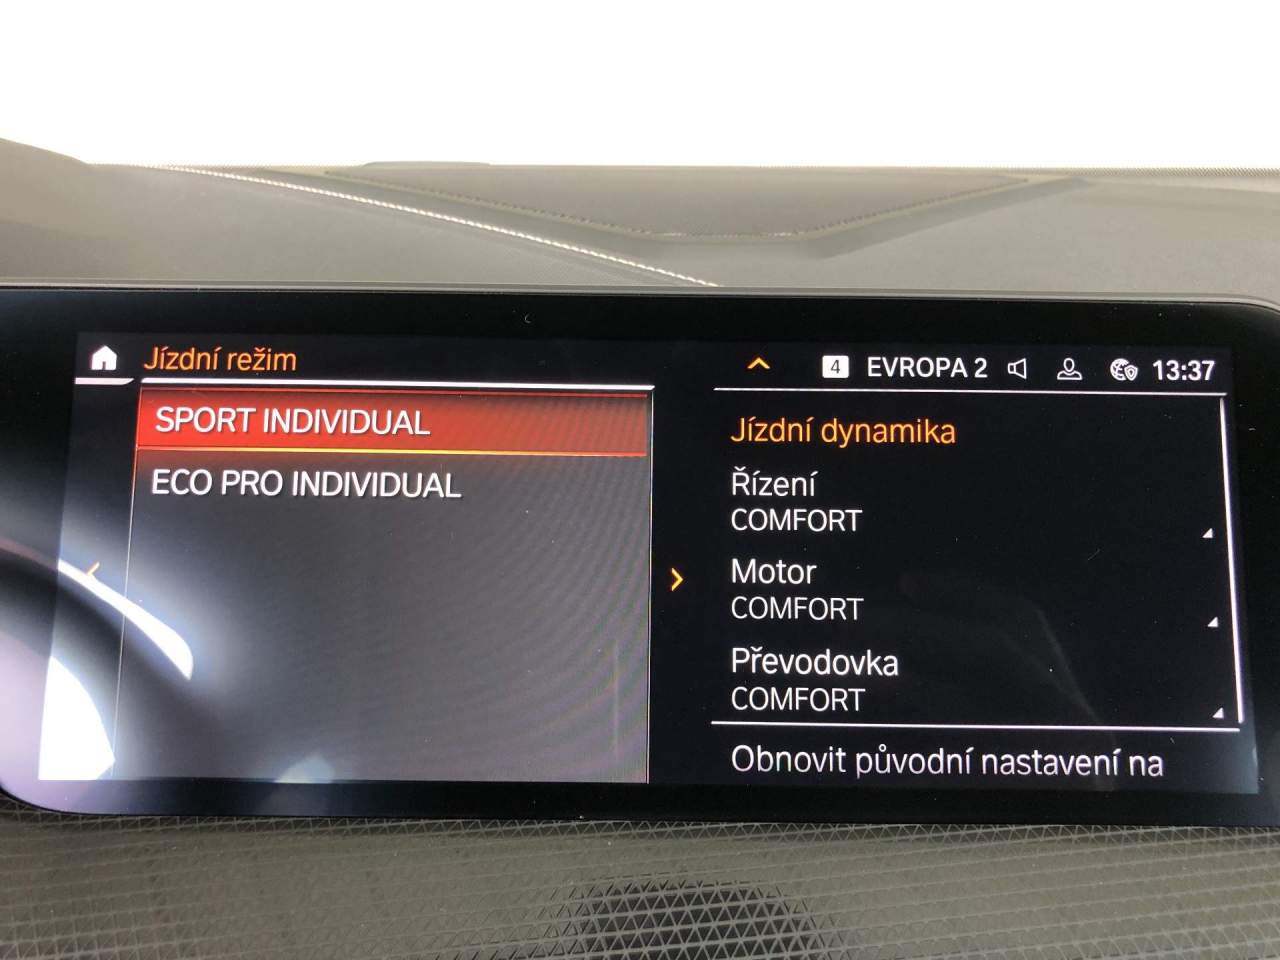 Jízdní režim
4 EVROPA 2 13:37
SPORT INDIVIDUAL
ECO PRO INDIVIDUAL
Jízdní dynamika
Řízení
COMFORT
Motor
COMFORT
Převodovka
COMFORT
Obnovit původní nastavení na